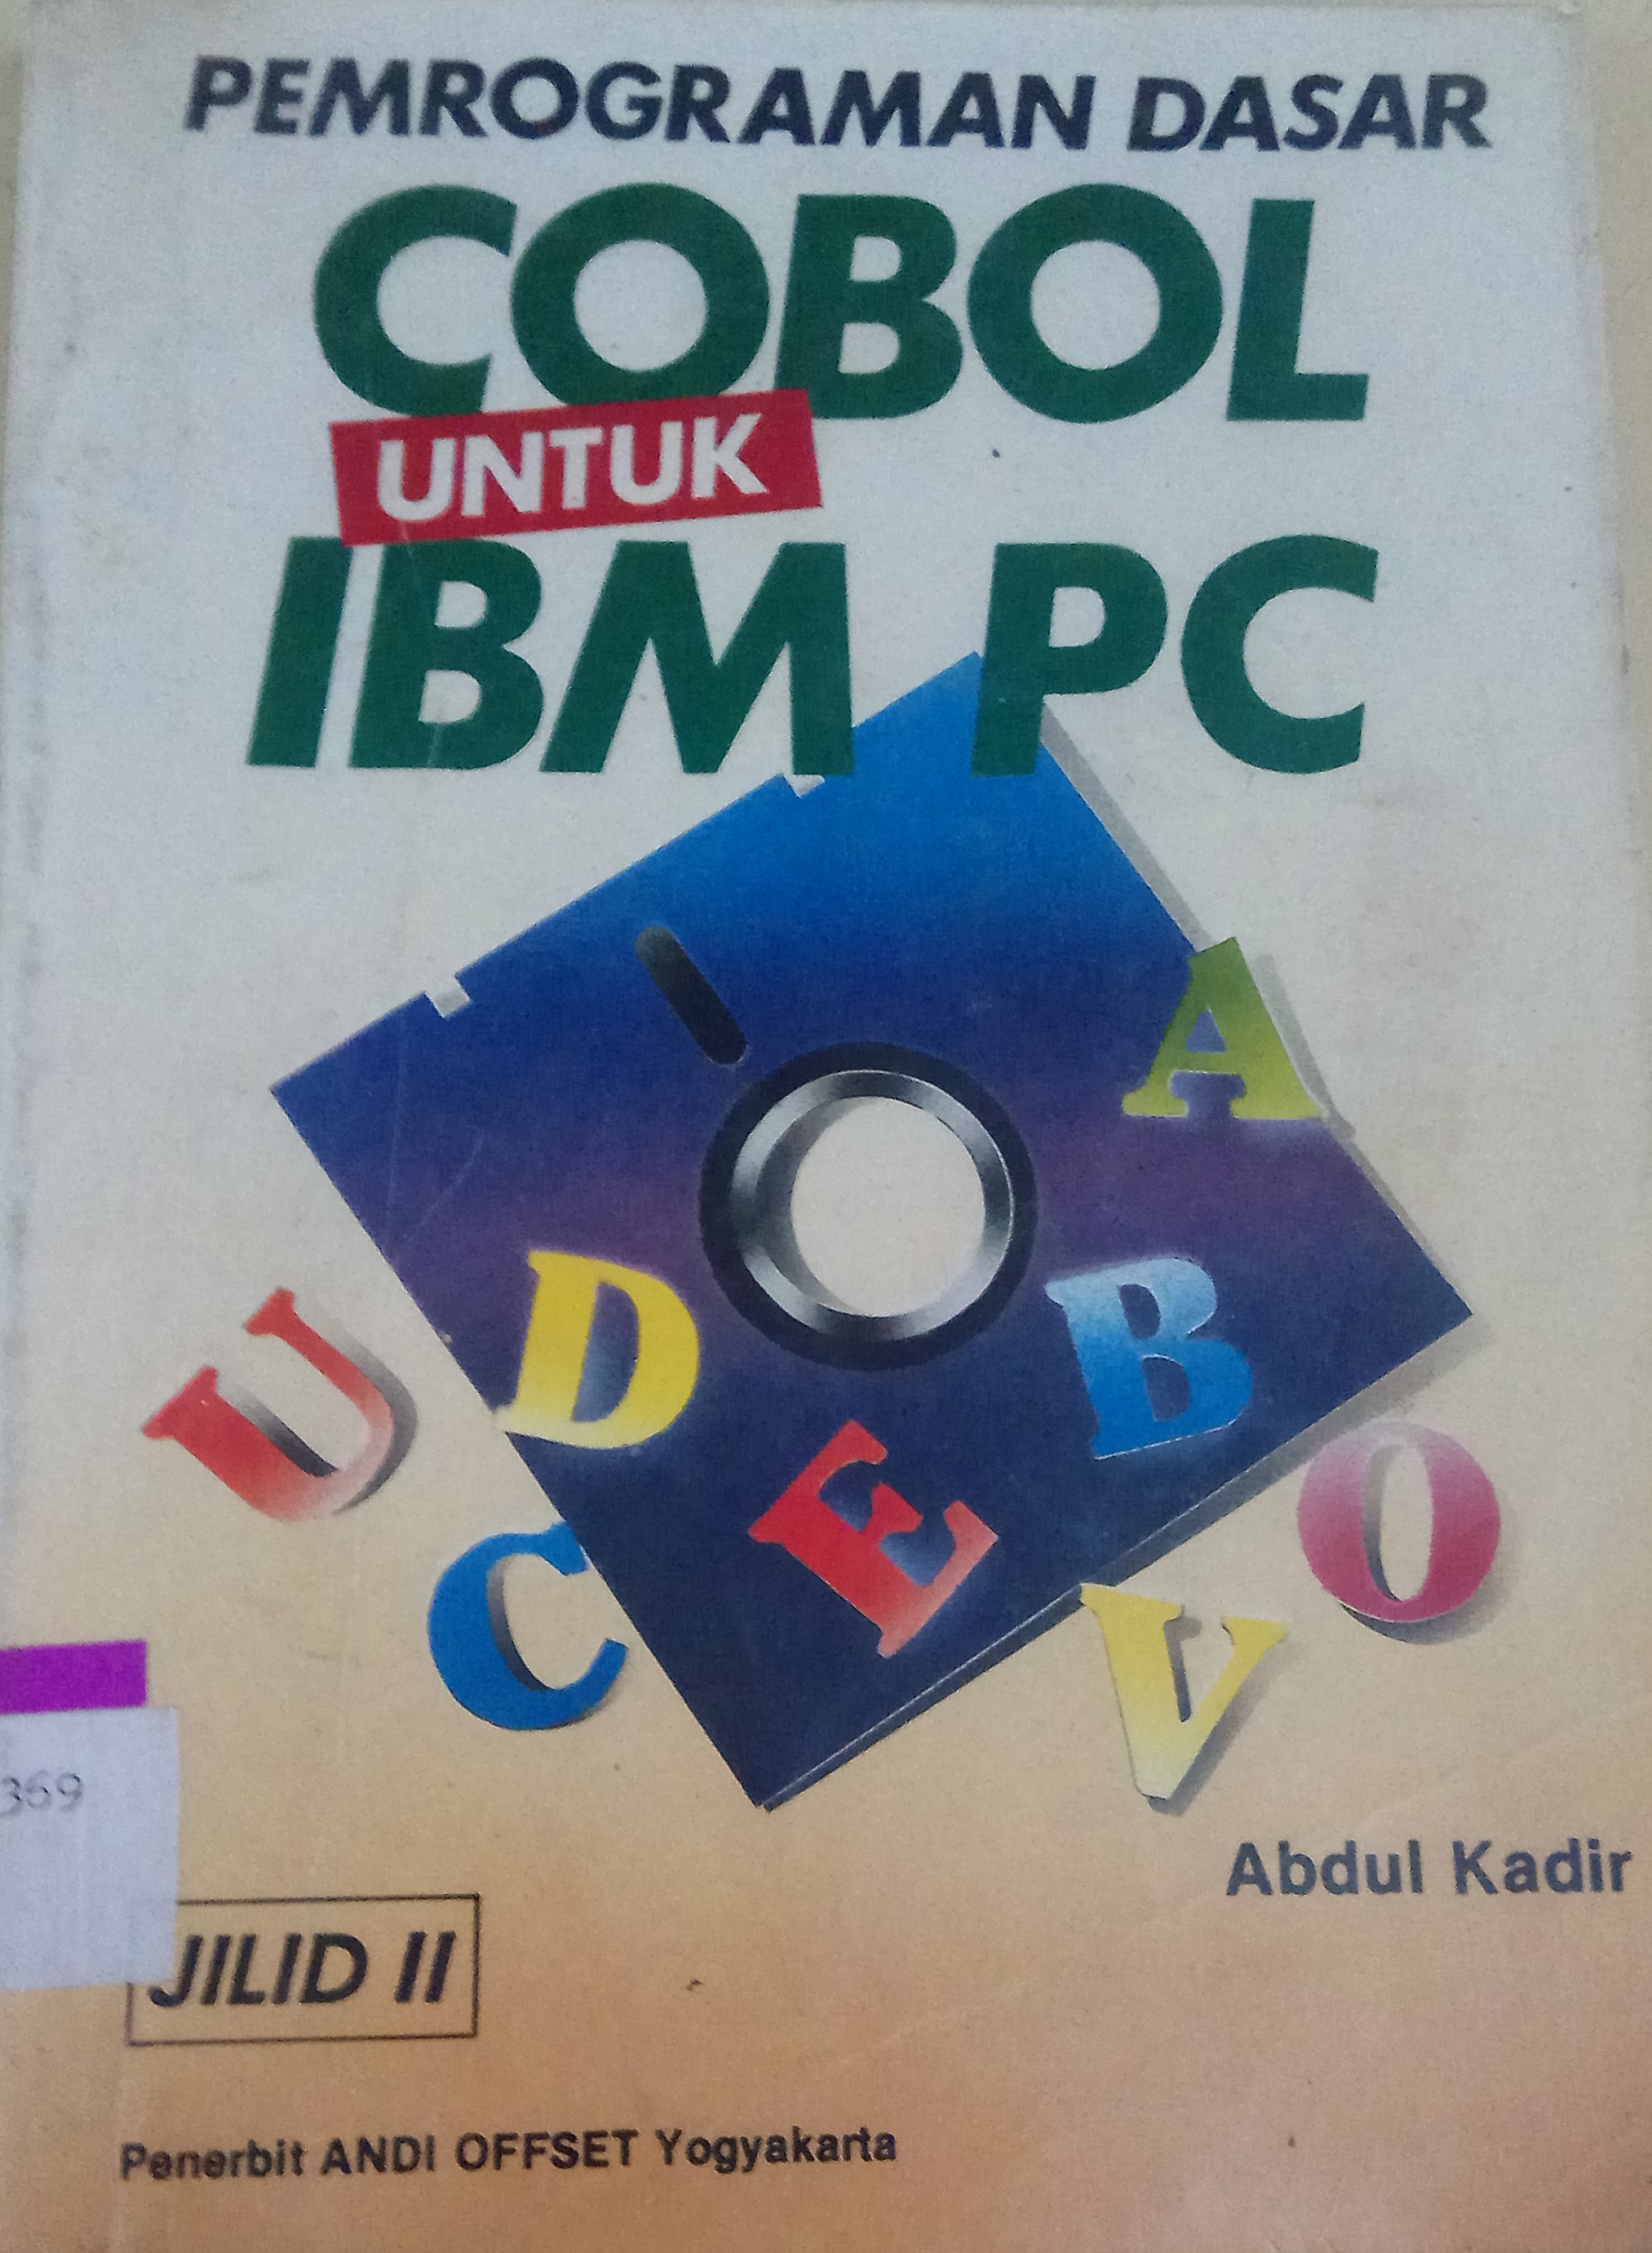 PEMROGRAMAN DASAR
COBOL
UNTUK
IBM PC
A
U
D
B
E
O
C
V
369
Abdul Kadir
JILID II
Penerbit ANDI OFFSET Yogyakarta